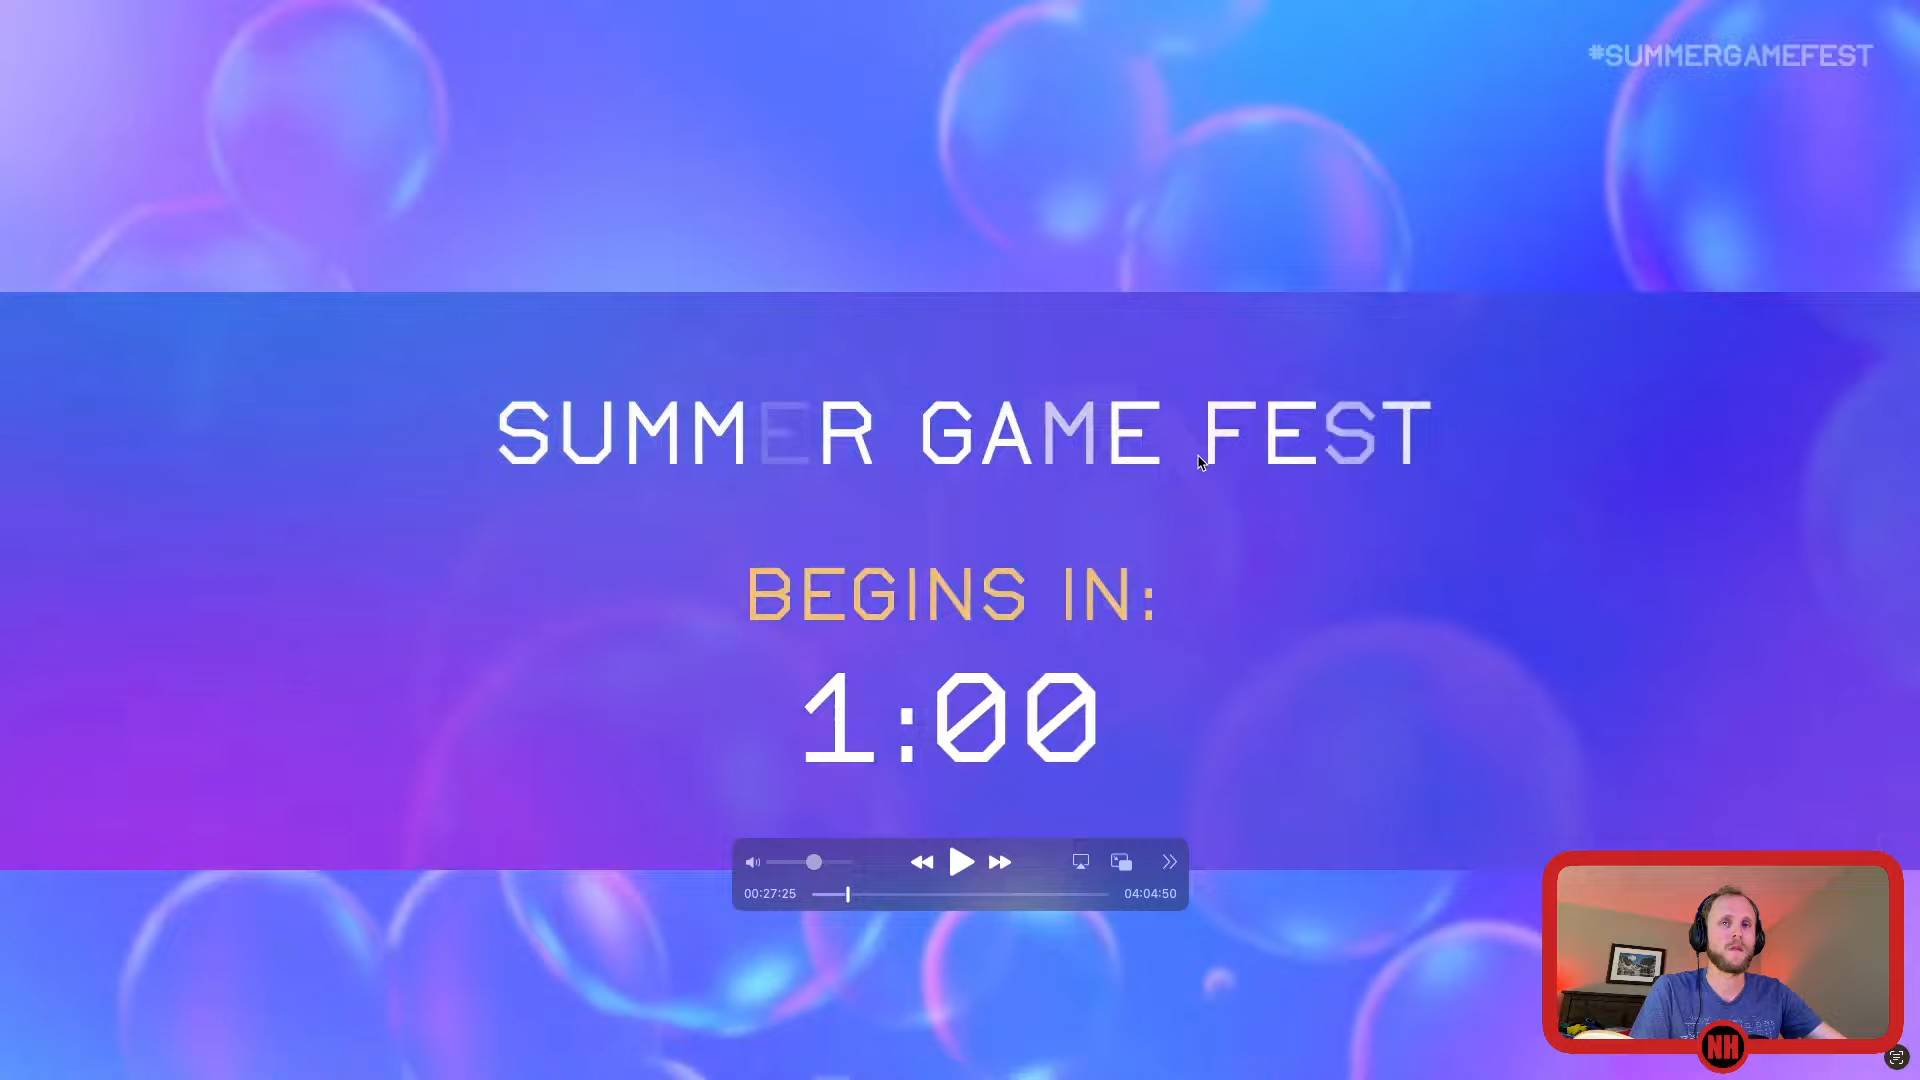 #SUMMERGAMEFEST
SUMMER GAME FEST
BEGINS IN:
1:00
00:27:25
04:04:50
NH